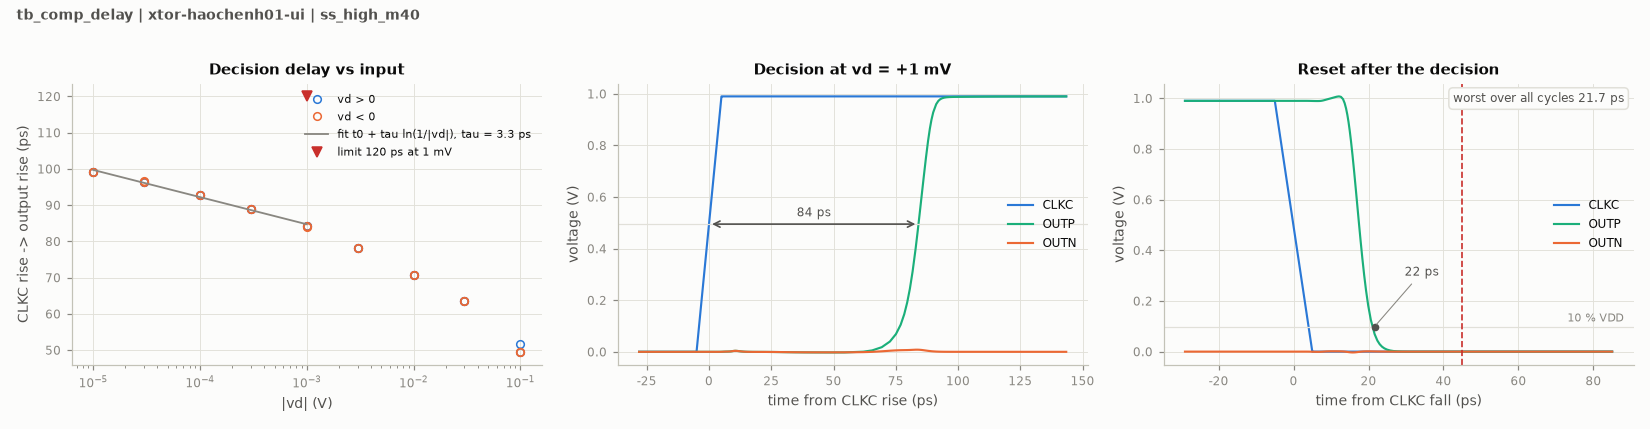 tb_comp_delay | xtor-haochenh01-ui | ss_high_m40
Decision delay vs input
CLKC rise -> output rise (ps)
120
110
100
90
80
70
60
50
vd > 0
vd < 0
fit t0 + tau ln(1/|vd|), tau = 3.3 ps
limit 120 ps at 1 mV
10⁻⁵
10⁻⁴
10⁻³
10⁻²
10⁻¹
|vd| (V)
Decision at vd = +1 mV
voltage (V)
1.0
0.8
0.6
0.4
0.2
0.0
84 ps
CLKC
OUTP
OUTN
-25
0
25
50
75
100
125
150
time from CLKC rise (ps)
Reset after the decision
voltage (V)
1.0
0.8
0.6
0.4
0.2
0.0
worst over all cycles 21.7 ps
CLKC
OUTP
OUTN
22 ps
10 % VDD
-20
0
20
40
60
80
time from CLKC fall (ps)